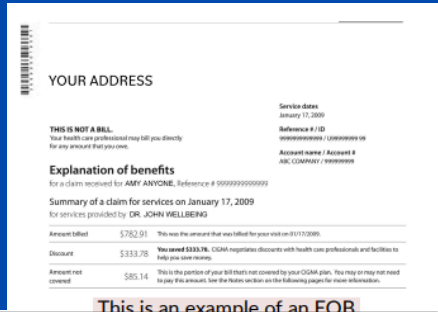 YOUR ADDRESS
Service dates
January 17, 2009
THIS IS NOT A BILL.
Your health care professional may bill you directly
for any amount that you owe.
Reference # / ID
Account name / Account #
ABC COMPANY / 999999999
Explanation of benefits
for a claim received for AMY ANYONE, Reference # 9999999999999
Summary of a claim for services on January 17, 2009
for services provided by DR. JOHN WELLBEING
Amount billed $782.91 This was the amount that was billed for your visit on 01/17/2009.
Discount $333.78 You saved $333.78. CIGNA negotiates discounts with health care professionals and facilities to
help you save money.
Amount not
covered $85.14 This is the portion of your bill that's not covered by your CIGNA plan. You may or may not need
to pay this amount. See the Notes section on the following pages for more information.
This is an example of an EOB